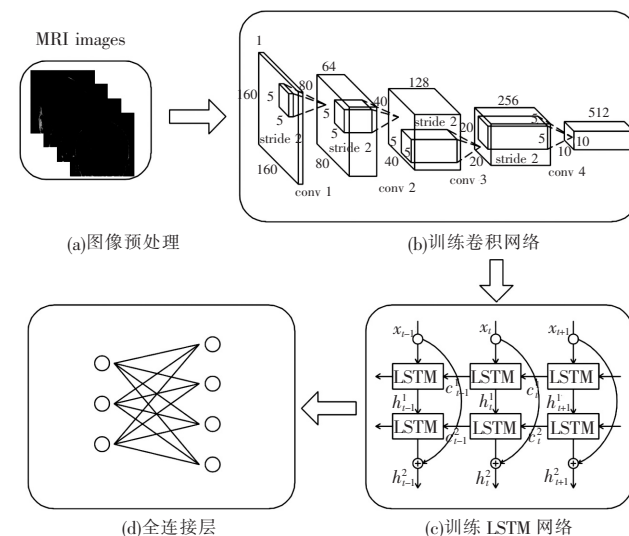 MRI images
(a)图像预处理
1
160
160
5
5
stride 2
conv 1
64
80
80
5
5
stride 2
conv 2
128
40
40
5
5
stride 2
conv 3
256
20
20
5
5
stride 2
conv 4
512
10
10
(b)训练卷积网络
x_{t-1} x_t x_{t+1}
LSTM c^1_{t-1} LSTM c^1_t LSTM
h^1_{t-1} h^1_t h^1_{t+1}
LSTM c^2_{t-1} LSTM c^2_t LSTM
h^2_{t-1} h^2_t h^2_{t+1}
(c)训练 LSTM 网络
(d)全连接层